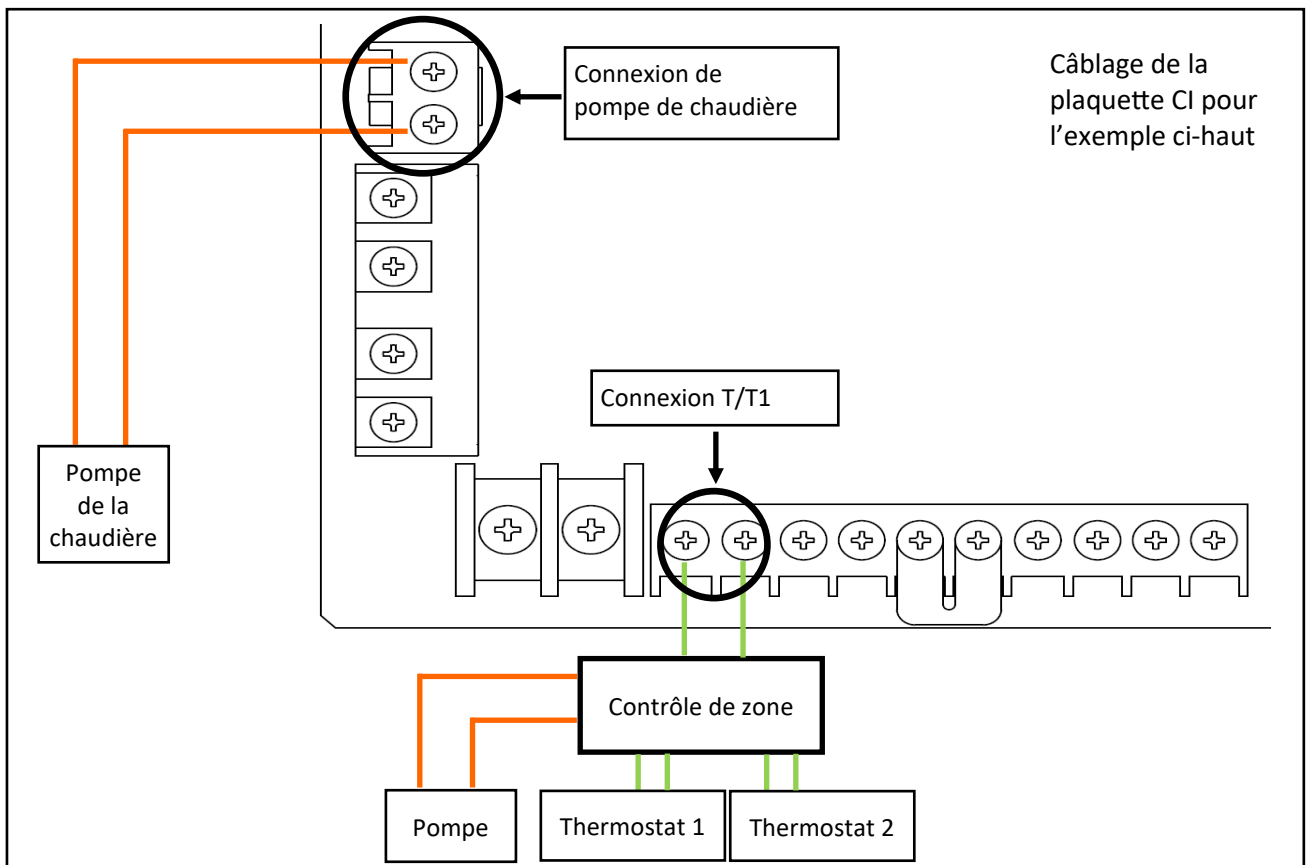 Connexion de
pompe de chaudière
Câblage de la
plaquette CI pour
l’exemple ci-haut
Connexion T/T1
Pompe
de la
chaudière
Contrôle de zone
Pompe
Thermostat 1
Thermostat 2